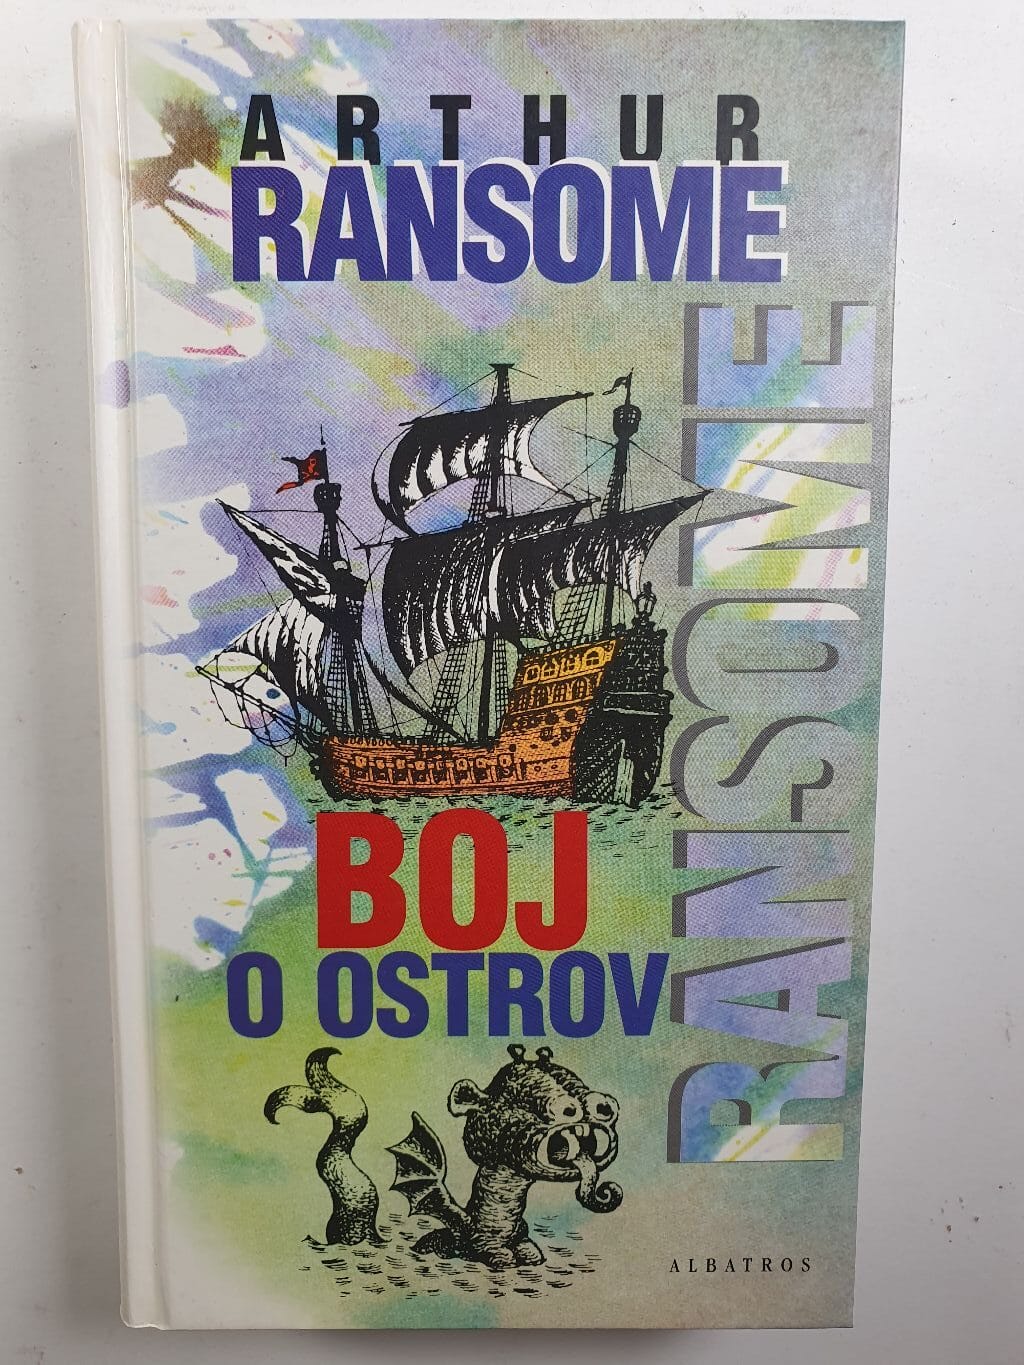 ARTHUR
RANSOME
RANSOME
BOJ
O OSTROV
ALBATROS